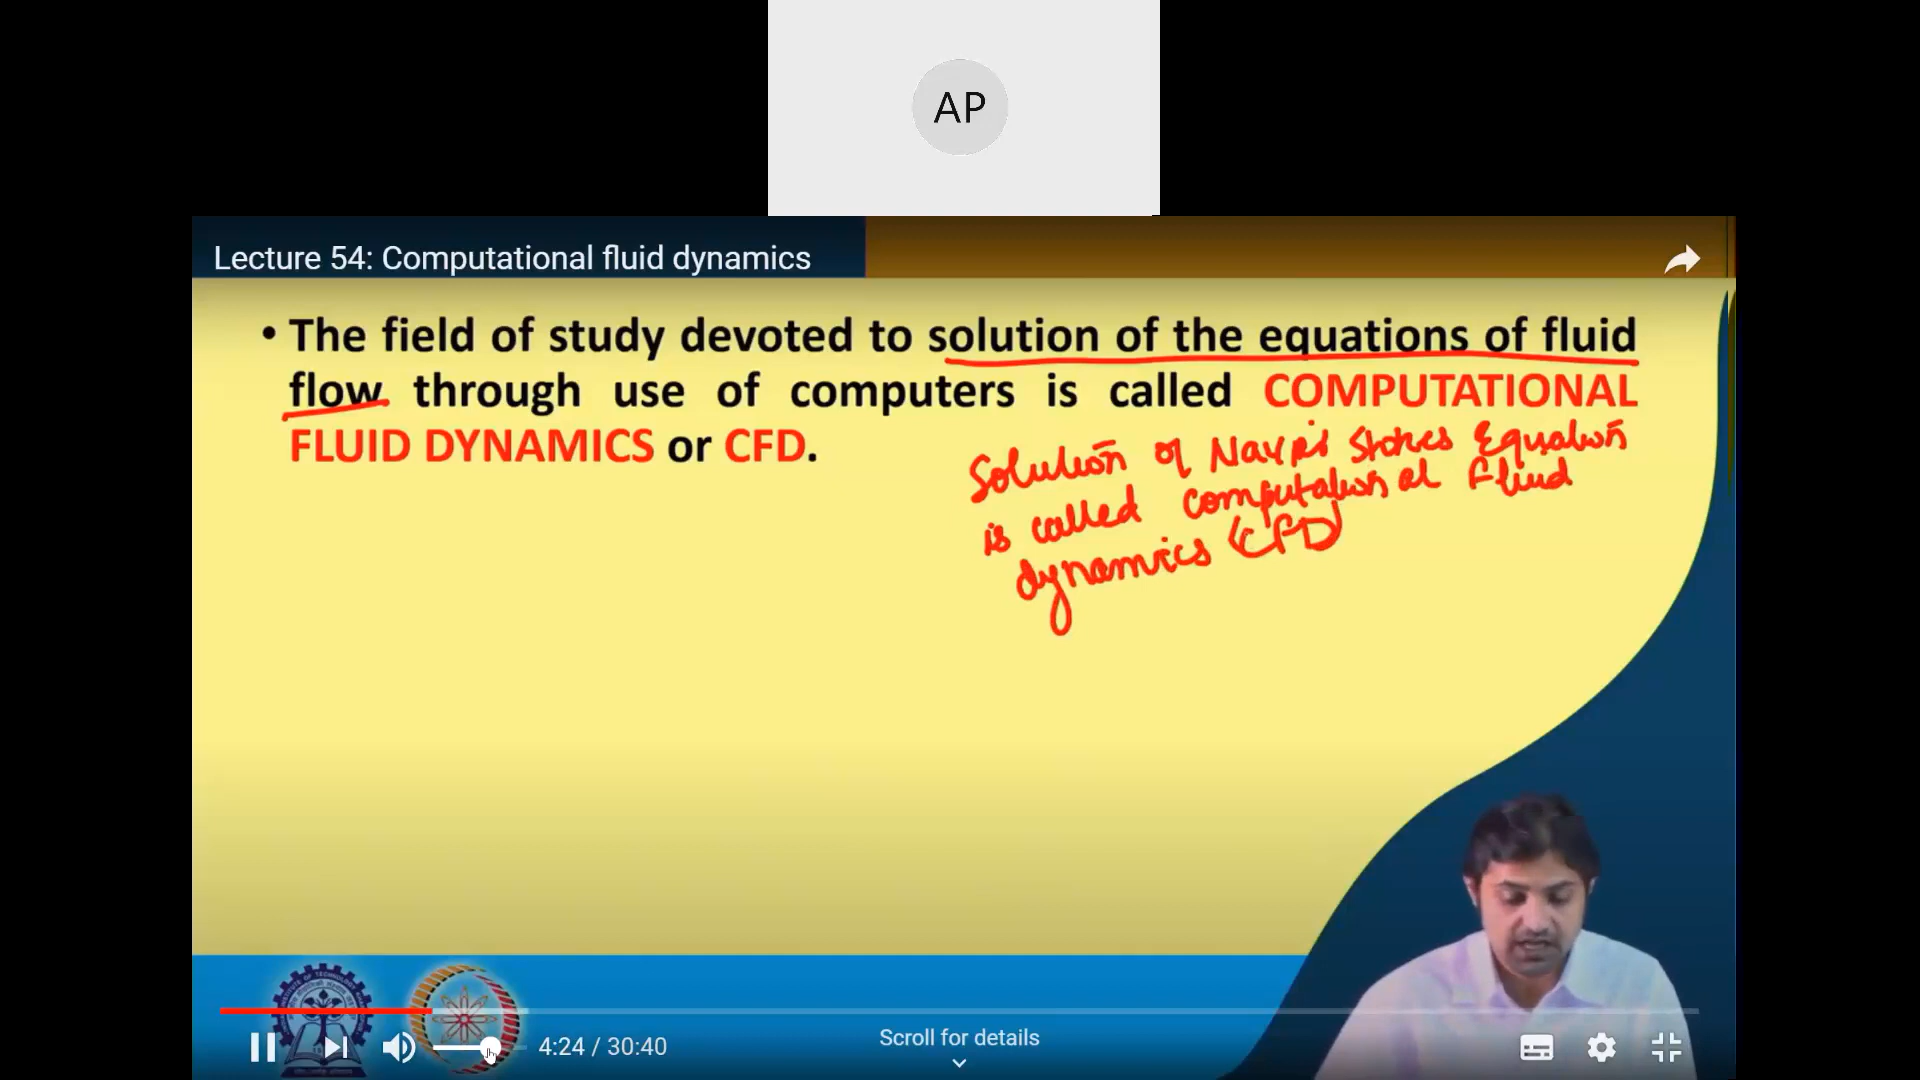 AP
Lecture 54: Computational fluid dynamics
• The field of study devoted to solution of the equations of fluid
flow through use of computers is called COMPUTATIONAL
FLUID DYNAMICS or CFD.
Solution of Stokes Equation
is called computational Fluid
dynamics (CFD)
4:24 / 30:40
Scroll for details